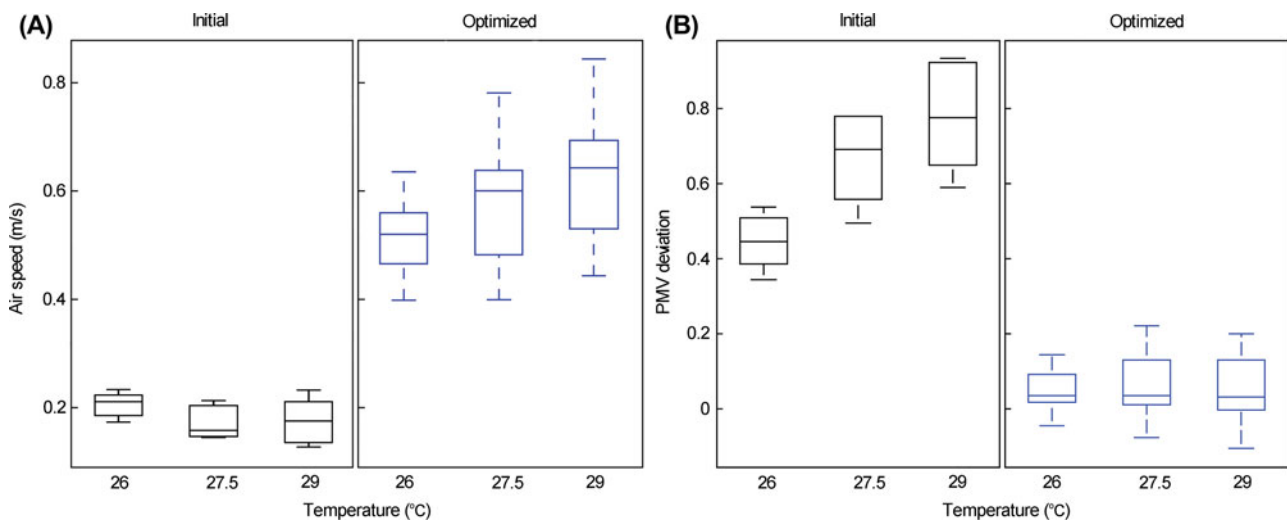 (A)
Initial
Optimized
Air speed (m/s)
0.8
0.6
0.4
0.2
26
27.5
29
26
27.5
29
Temperature (°C)
(B)
Initial
Optimized
PMV deviation
0.8
0.6
0.4
0.2
0
26
27.5
29
26
27.5
29
Temperature (°C)